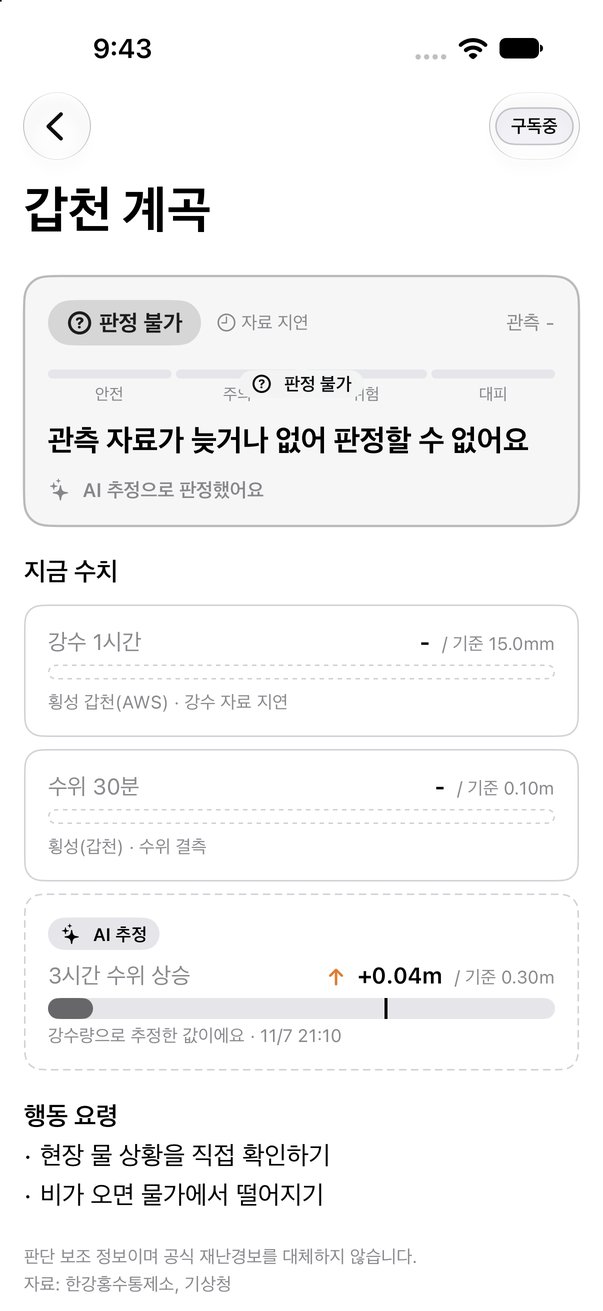 9:43
구독중
갑천 계곡
판정 불가 자료 지연 관측 -
판정 불가
안전 대피
관측 자료가 늦거나 없어 판정할 수 없어요
AI 추정으로 판정했어요
지금 수치
강수 1시간 - / 기준 15.0mm
횡성 갑천(AWS) · 강수 자료 지연
수위 30분 - / 기준 0.10m
횡성(갑천) · 수위 결측
AI 추정
3시간 수위 상승 ↑ +0.04m / 기준 0.30m
강수량으로 추정한 값이에요 · 11/7 21:10
행동 요령
· 현장 물 상황을 직접 확인하기
· 비가 오면 물가에서 떨어지기
판단 보조 정보이며 공식 재난경보를 대체하지 않습니다.
자료: 한강홍수통제소, 기상청